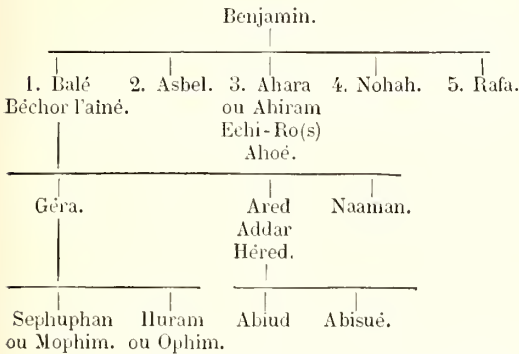 Benjamin.
1. Balé 2. Asbel. 3. Ahara 4. Nohah. 5. Rafa.
Béchor l'aîné. ou Ahiram
Echi-Ro(s)
Ahoé.
Géra. Ared Naaman.
Addar
Héred.
Sephuphan Huram Abiud Abisué.
ou Mophim. ou Ophim.